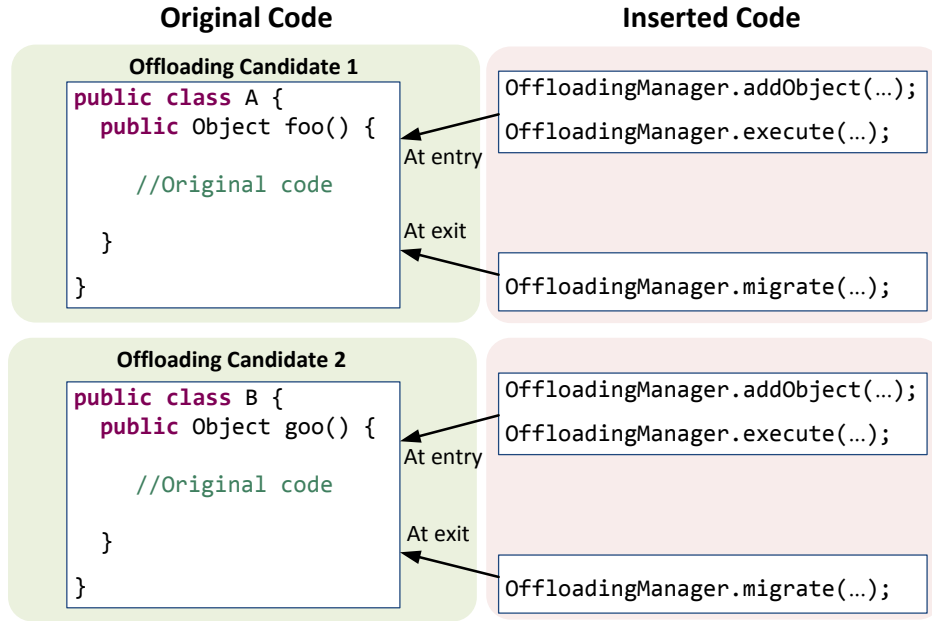 Original Code
Inserted Code
Offloading Candidate 1
public class A {
public Object foo() {
//Original code
}
}
At entry
At exit
OffloadingManager.addObject(…);
OffloadingManager.execute(…);
OffloadingManager.migrate(…);
Offloading Candidate 2
public class B {
public Object goo() {
//Original code
}
}
At entry
At exit
OffloadingManager.addObject(…);
OffloadingManager.execute(…);
OffloadingManager.migrate(…);